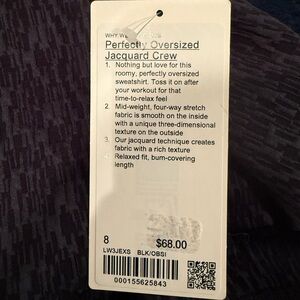 WHY WE
Perfectly Oversized
Jacquard Crew
1. Nothing but love for this
roomy, perfectly oversized
sweatshirt. Toss it on after
your workout for that
time-to-relax feel
2. Mid-weight, four-way stretch
fabric is smooth on the inside
with a unique three-dimensional
texture on the outside
3. Our jacquard technique creates
fabric with a rich texture
Relaxed fit, bum-covering
length
8 $68.00
LW3JEXS BLK/OBSI
000155625843